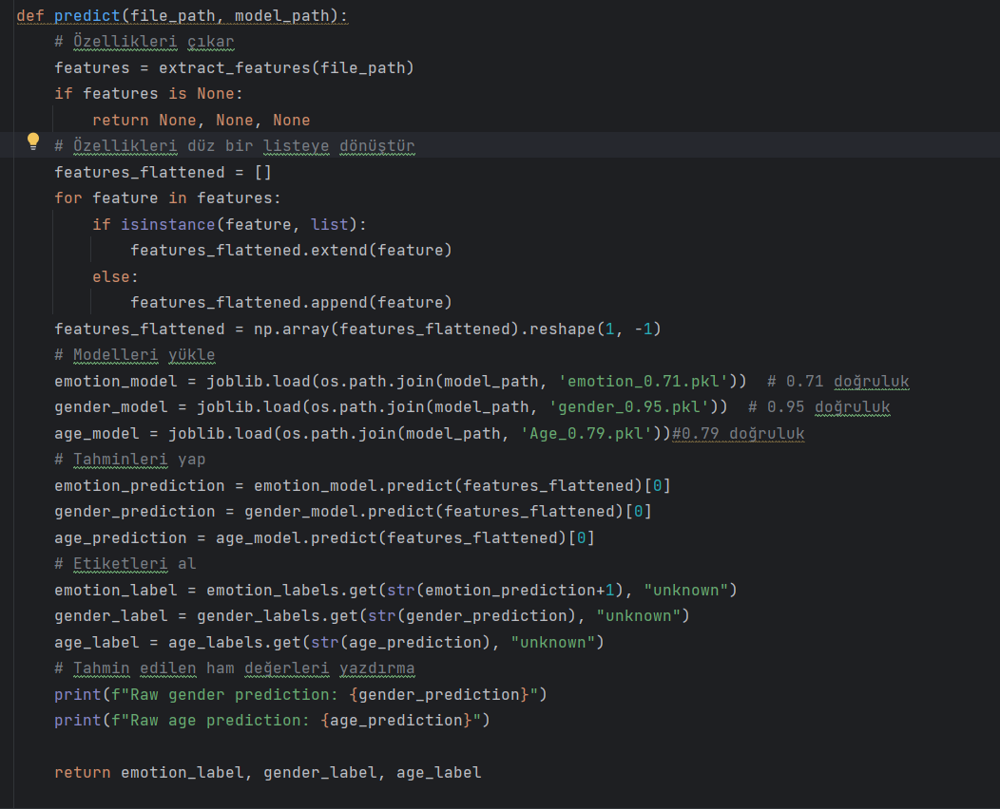 def predict(file_path, model_path):
    # Özellikleri çıkar
    features = extract_features(file_path)
    if features is None:
        return None, None, None
    # Özellikleri düz bir listeye dönüştür
    features_flattened = []
    for feature in features:
        if isinstance(feature, list):
            features_flattened.extend(feature)
        else:
            features_flattened.append(feature)
    features_flattened = np.array(features_flattened).reshape(1, -1)
    # Modelleri yükle
    emotion_model = joblib.load(os.path.join(model_path, 'emotion_0.71.pkl'))  # 0.71 doğruluk
    gender_model = joblib.load(os.path.join(model_path, 'gender_0.95.pkl'))  # 0.95 doğruluk
    age_model = joblib.load(os.path.join(model_path, 'Age_0.79.pkl'))#0.79 doğruluk
    # Tahminleri yap
    emotion_prediction = emotion_model.predict(features_flattened)[0]
    gender_prediction = gender_model.predict(features_flattened)[0]
    age_prediction = age_model.predict(features_flattened)[0]
    # Etiketleri al
    emotion_label = emotion_labels.get(str(emotion_prediction+1), "unknown")
    gender_label = gender_labels.get(str(gender_prediction), "unknown")
    age_label = age_labels.get(str(age_prediction), "unknown")
    # Tahmin edilen ham değerleri yazdırma
    print(f"Raw gender prediction: {gender_prediction}")
    print(f"Raw age prediction: {age_prediction}")
    return emotion_label, gender_label, age_label